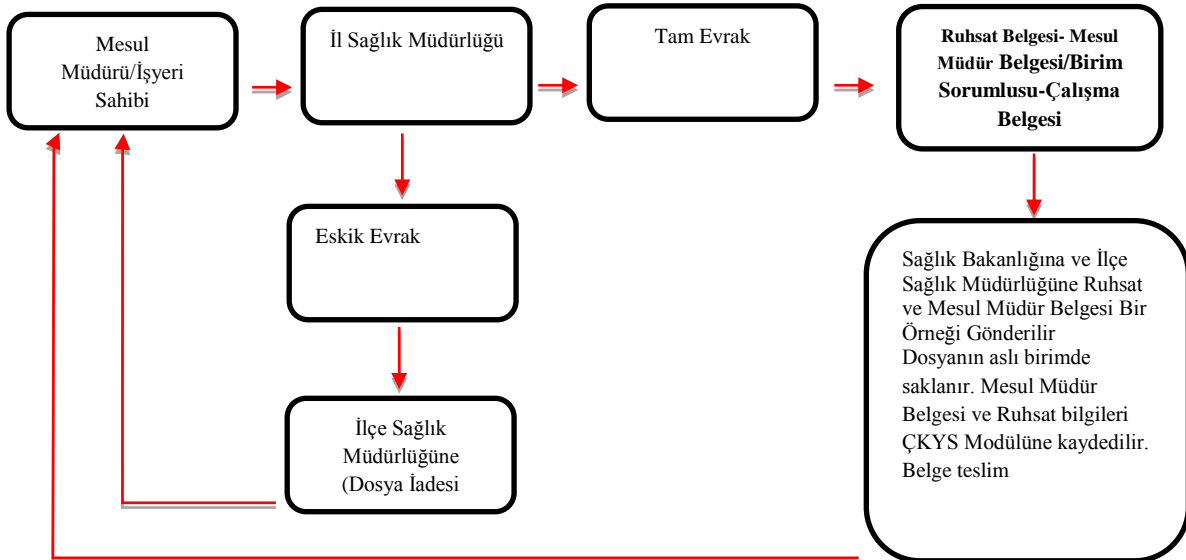 Mesul
Müdürü/İşyeri
Sahibi
İl Sağlık Müdürlüğü
Tam Evrak
Ruhsat Belgesi- Mesul
Müdür Belgesi/Birim
Sorumlusu-Çalışma
Belgesi
Eskik Evrak
İlçe Sağlık
Müdürlüğüne
(Dosya İadesi
Sağlık Bakanlığına ve İlçe
Sağlık Müdürlüğüne Ruhsat
ve Mesul Müdür Belgesi Bir
Örneği Gönderilir
Dosyanın aslı birimde
saklanır. Mesul Müdür
Belgesi ve Ruhsat bilgileri
ÇKYS Modülüne kaydedilir.
Belge teslim